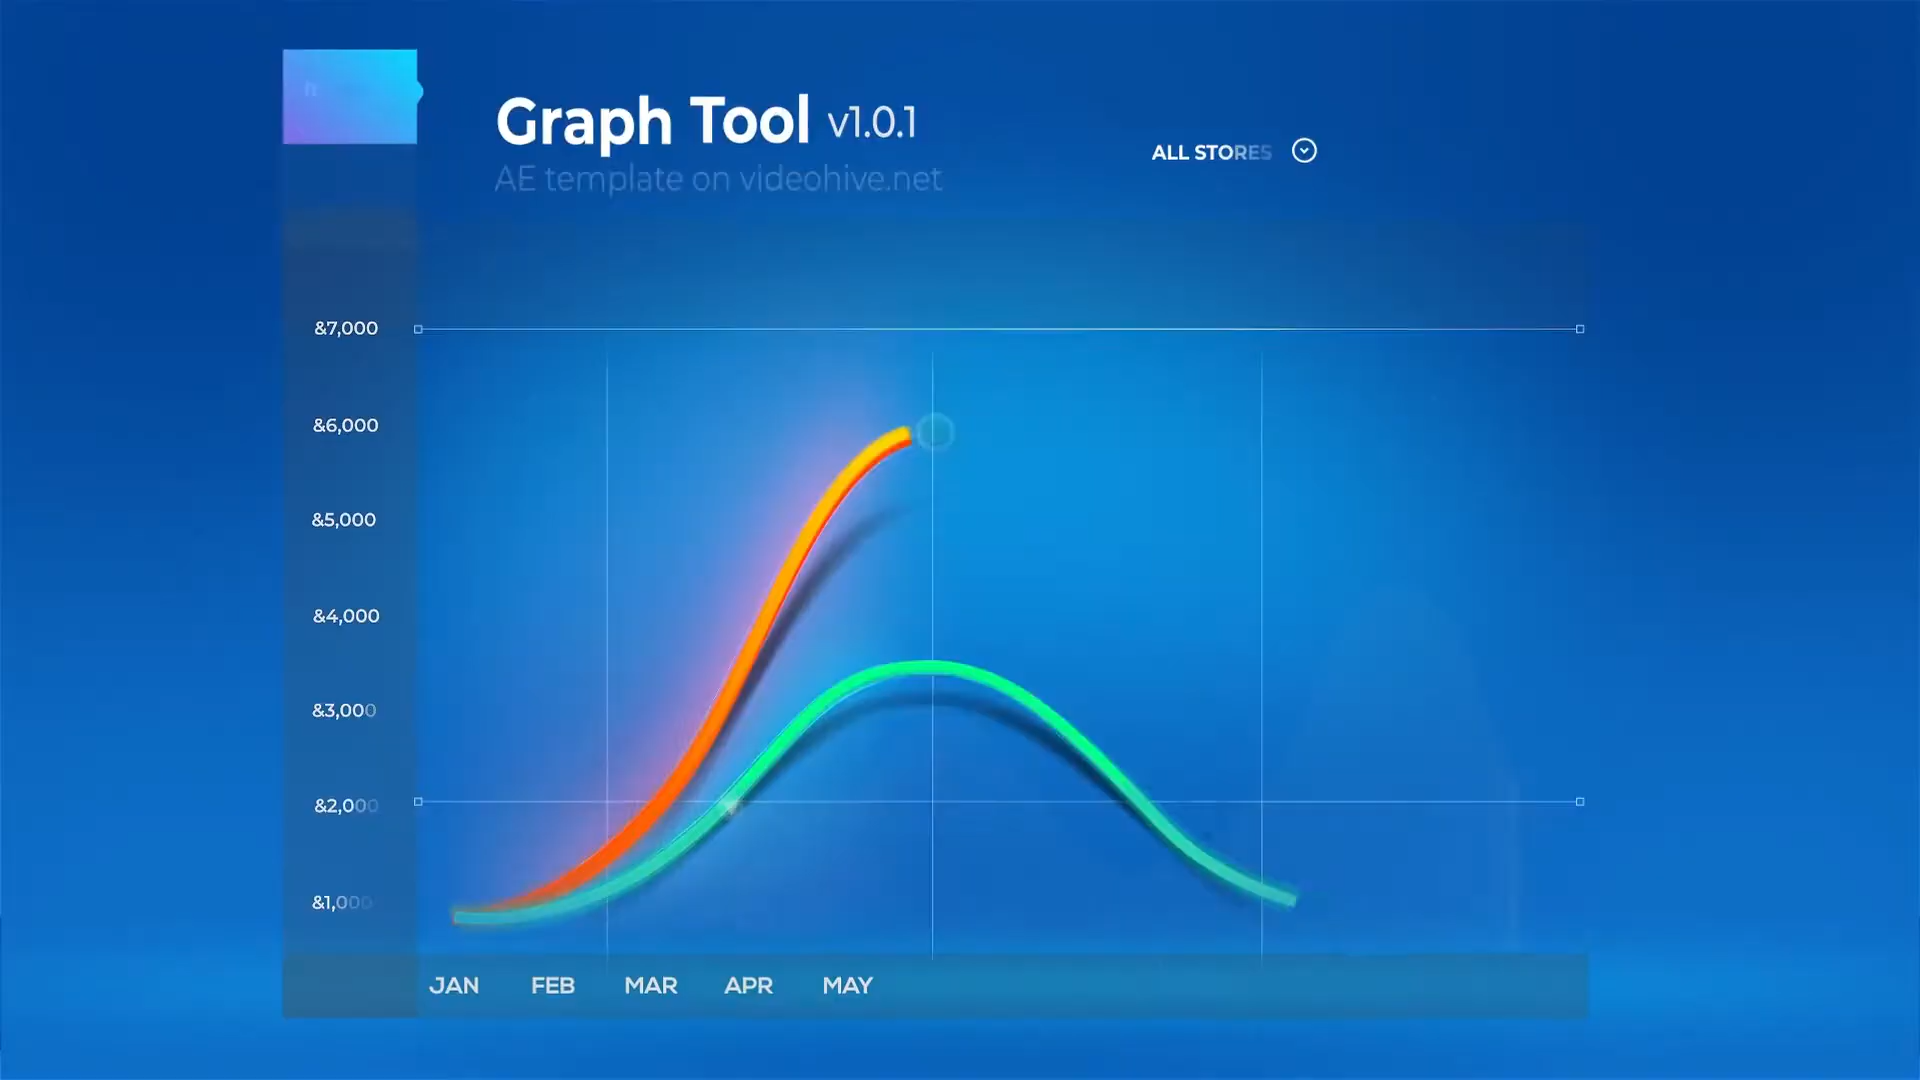 Graph Tool v1.0.1
AE template on videohive.net
ALL STORES
&7,000
&6,000
&5,000
&4,000
&3,000
&2,000
&1,000
JAN FEB MAR APR MAY